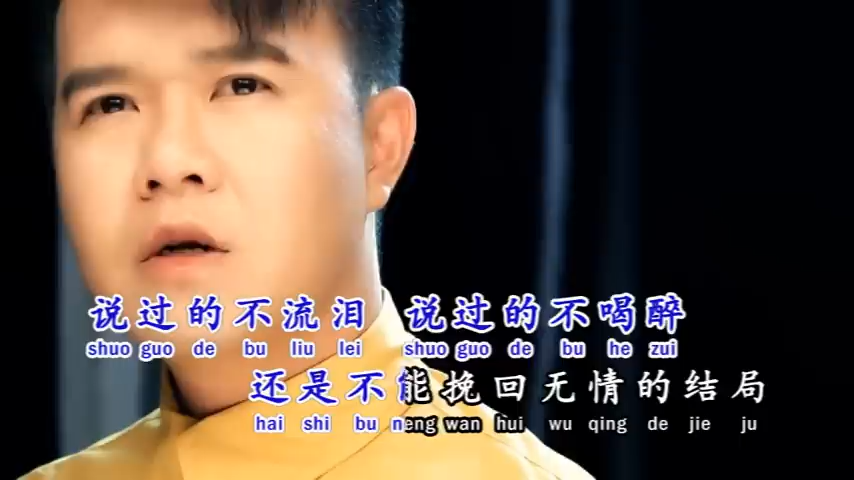 说过的不流泪 说过的不喝醉
shuo guo de bu liu lei shuo guo de bu he zui
还是不能挽回无情的结局
hai shi bu neng wan hui wu qing de jie ju